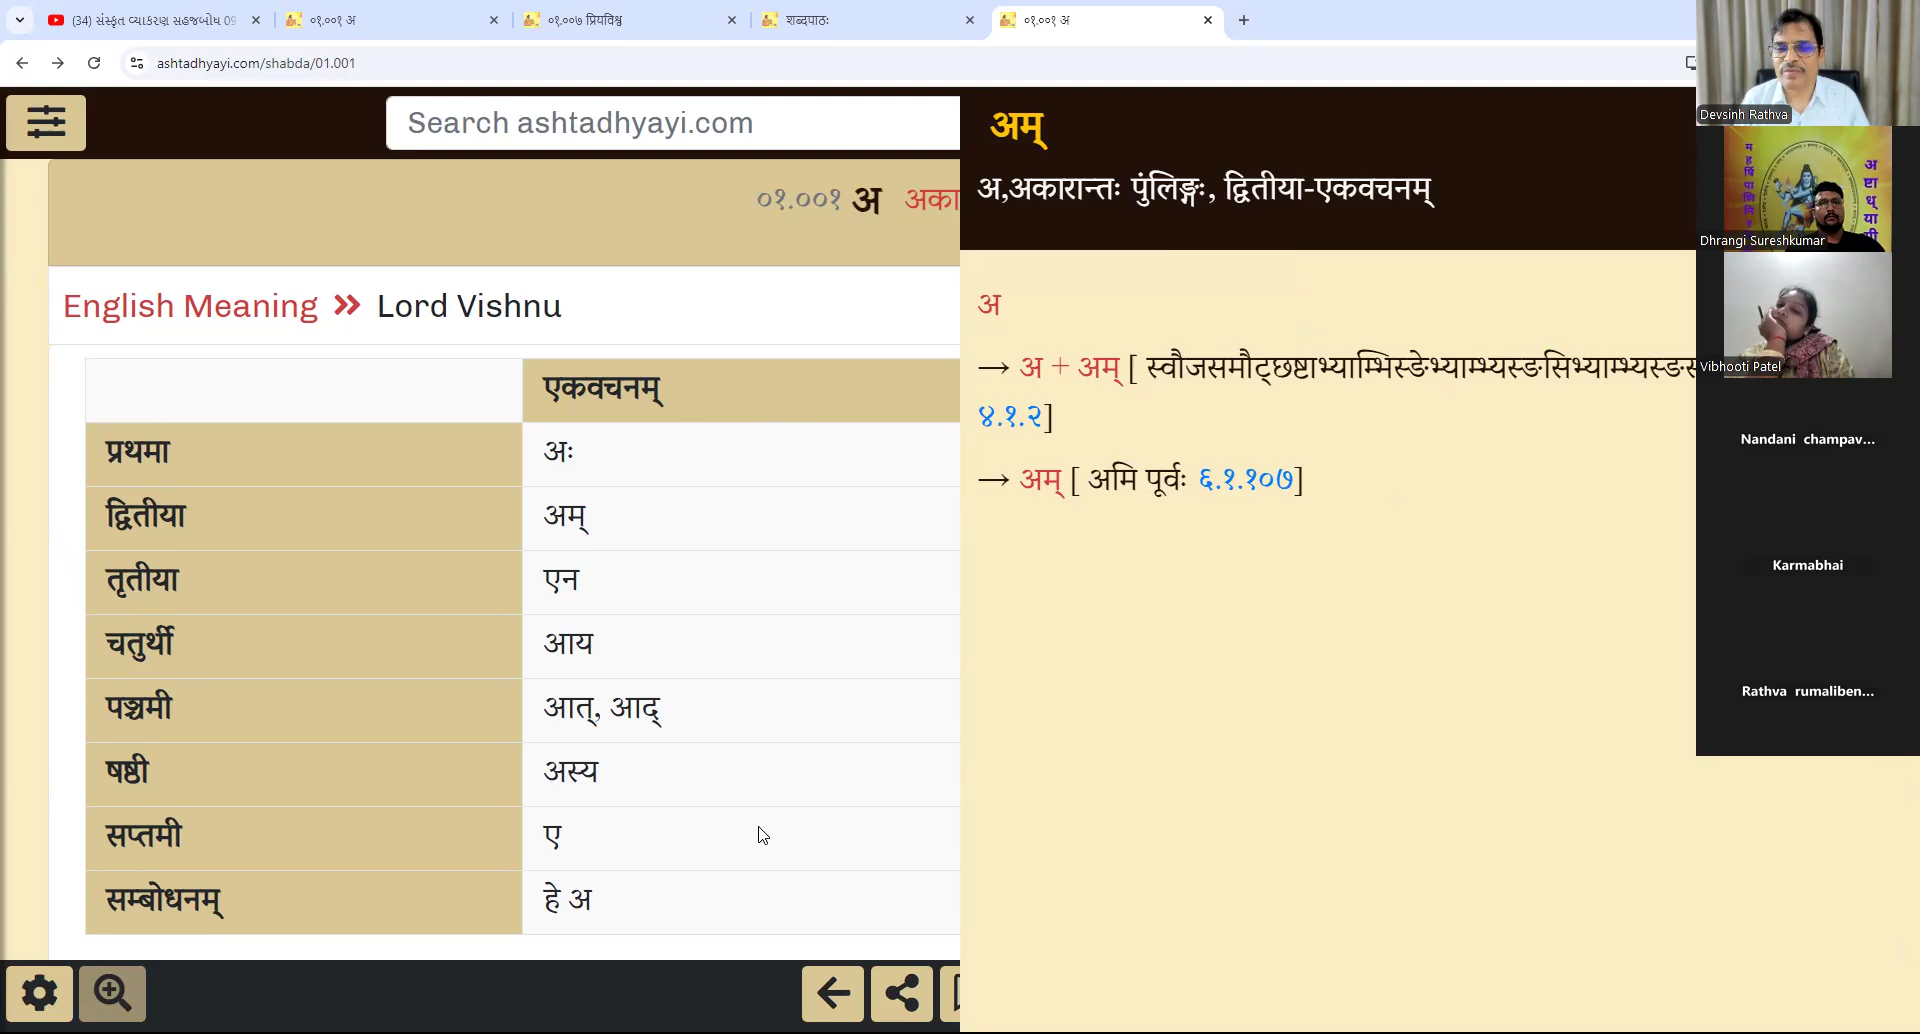 (34) સંસ્કૃત વ્યાકરણ સહજબોધ 09
०१.००१ अ
०१.००७ प्रियविश्व
शब्दपाठः
०१.००१ अ
ashtadhyayi.com/shabda/01.001
Search ashtadhyayi.com
०१.००१ अ अका
English Meaning » Lord Vishnu
एकवचनम्
प्रथमा अः
द्वितीया अम्
तृतीया एन
चतुर्थी आय
पञ्चमी आत्, आद्
षष्ठी अस्य
सप्तमी ए
सम्बोधनम् हे अ
अम्
अ,अकारान्तः पुंलिङ्गः, द्वितीया-एकवचनम्
अ
→ अ + अम् [ स्वौजसमौट्छष्टाभ्याम्भिस्ङेभ्याम्भ्यस्ङसिभ्याम्भ्यस्ङस
४.१.२]
→ अम् [ अमि पूर्वः ६.१.१०७]
Devsinh Rathva
महर्षिपाणिनि
अष्टाध्यायी
Dhrangi Sureshkumar
Vibhooti Patel
Nandani champav...
Karmabhai
Rathva rumaliben...